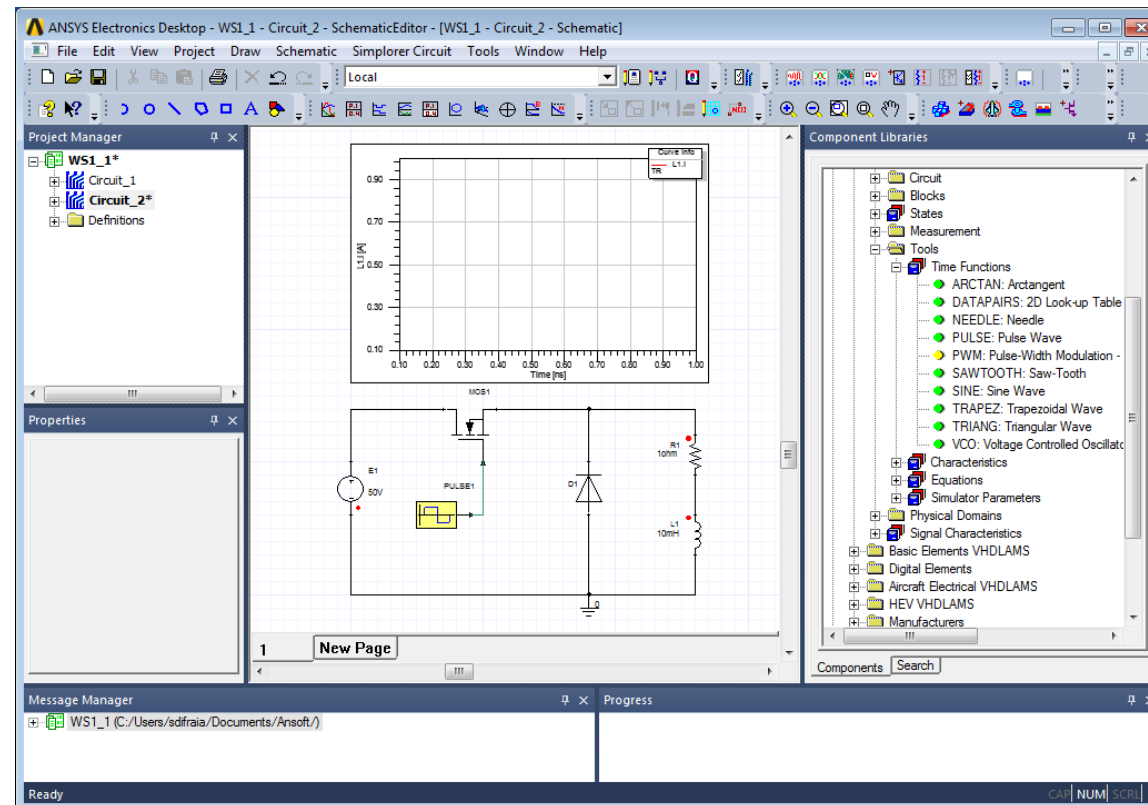 ANSYS Electronics Desktop - WS1_1 - Circuit_2 - SchematicEditor - [WS1_1 - Circuit_2 - Schematic]
File Edit View Project Draw Schematic Simplorer Circuit Tools Window Help
Local
Project Manager
WS1_1*
Circuit_1
Circuit_2*
Definitions
Properties
Curve Info
L1.I
TR
0.90
0.70
0.50
0.30
0.10
L1.I [A]
0.10 0.20 0.30 0.40 0.50 0.60 0.70 0.80 0.90 1.00
Time [ns]
MOS1
E1
50V
PULSE1
D1
R1
1ohm
L1
10mH
0
1
New Page
Component Libraries
Circuit
Blocks
States
Measurement
Tools
Time Functions
ARCTAN: Arctangent
DATAPAIRS: 2D Look-up Table
NEEDLE: Needle
PULSE: Pulse Wave
PWM: Pulse-Width Modulation -
SAWTOOTH: Saw-Tooth
SINE: Sine Wave
TRAPEZ: Trapezoidal Wave
TRIANG: Triangular Wave
VCO: Voltage Controlled Oscillato
Characteristics
Equations
Simulator Parameters
Physical Domains
Signal Characteristics
Basic Elements VHDLAMS
Digital Elements
Aircraft Electrical VHDLAMS
HEV VHDLAMS
Manufacturers
Components Search
Message Manager
WS1_1 (C:/Users/sdifraia/Documents/Ansoft/)
Progress
Ready
CAP NUM SCRL